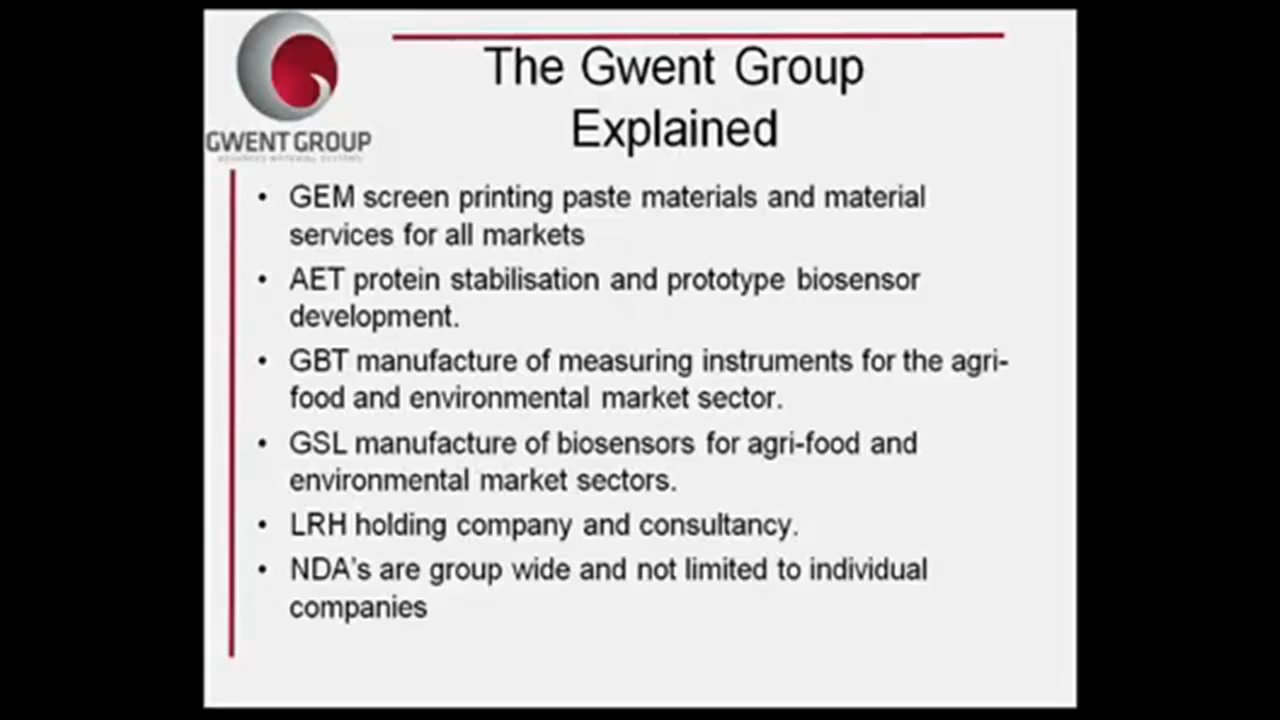 The Gwent Group
Explained
GWENT GROUP
ADVANCED MATERIAL SYSTEMS
• GEM screen printing paste materials and material
services for all markets
• AET protein stabilisation and prototype biosensor
development.
• GBT manufacture of measuring instruments for the agri-
food and environmental market sector.
• GSL manufacture of biosensors for agri-food and
environmental market sectors.
• LRH holding company and consultancy.
• NDA's are group wide and not limited to individual
companies